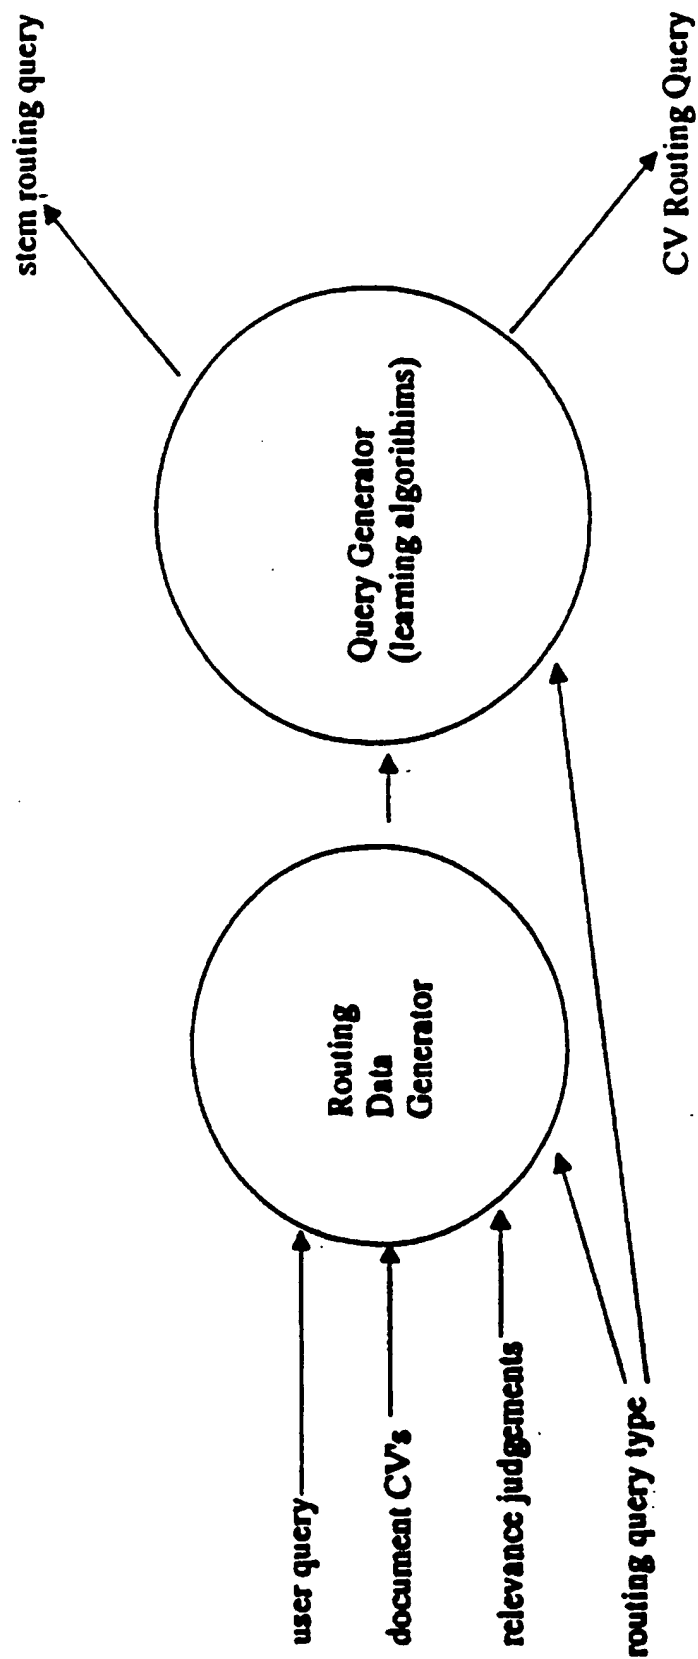 user query
document CV's
relevance judgements
routing query type
Routing
Data
Generator
Query Generator
(learning algorithims)
stem routing query
CV Routing Query